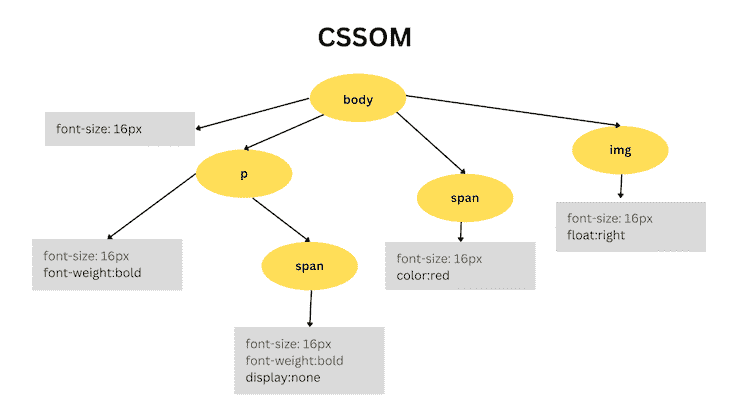 CSSOM
body
font-size: 16px
img
p
span
font-size: 16px
float:right
font-size: 16px
font-weight:bold
span
font-size: 16px
color:red
font-size: 16px
font-weight:bold
display:none